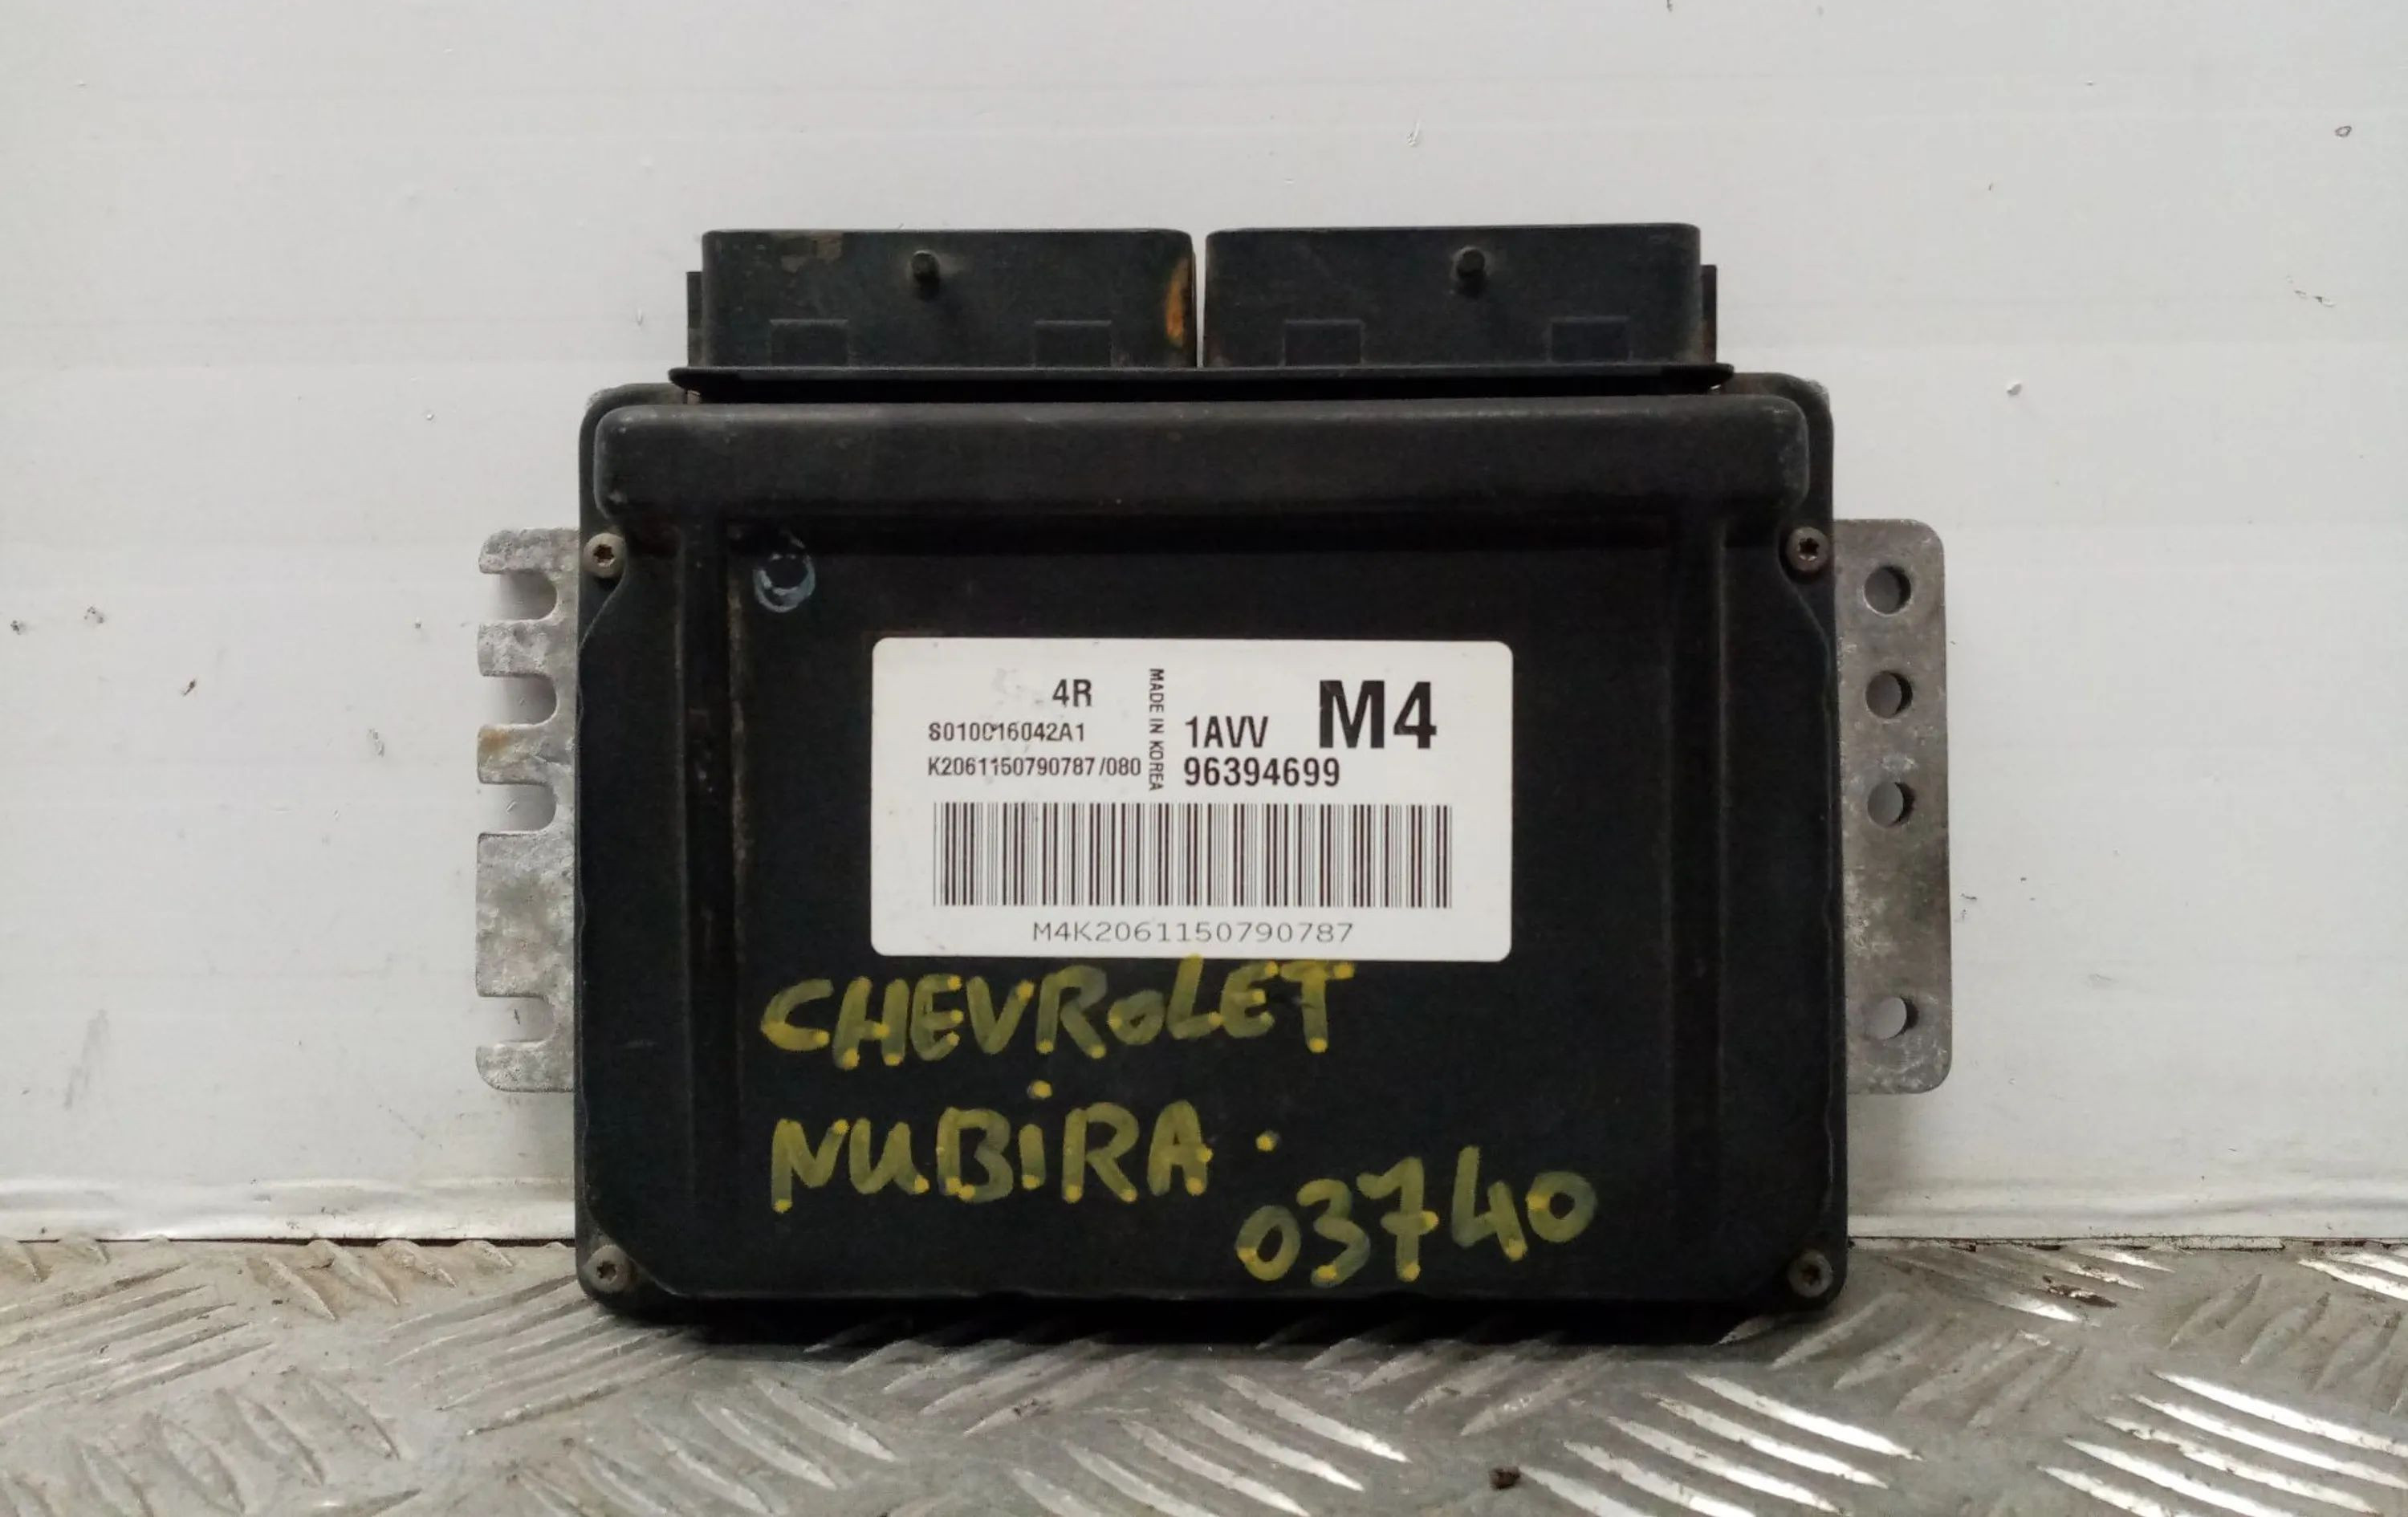 4R
S010016042A1
K2061150790787/080
MADE IN KOREA
1AVV M4
96394699
M4K2061150790787
CHEVROLET
NUBiRA.
03740